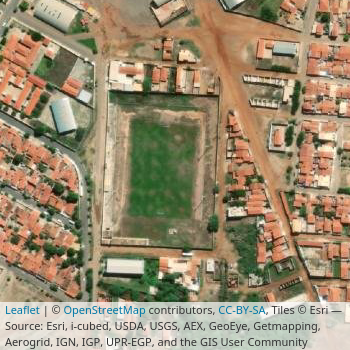 Leaflet | © OpenStreetMap contributors, CC-BY-SA, Tiles © Esri —
Source: Esri, i-cubed, USDA, USGS, AEX, GeoEye, Getmapping,
Aerogrid, IGN, IGP, UPR-EGP, and the GIS User Community